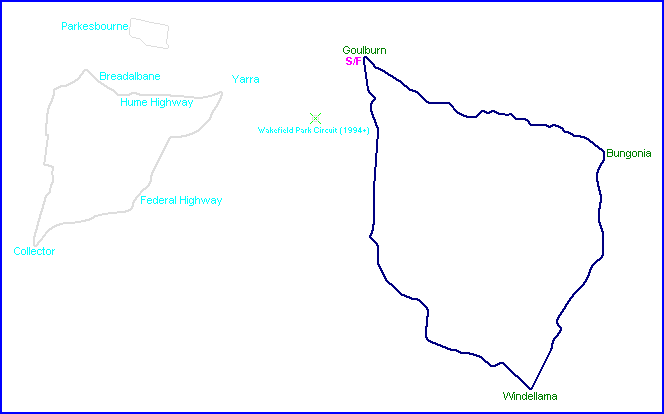 Parkesbourne
Goulburn
S/F
Breadalbane
Yarra
Hume Highway
Wakefield Park Circuit (1994+)
Bungonia
Federal Highway
Collector
Windellama